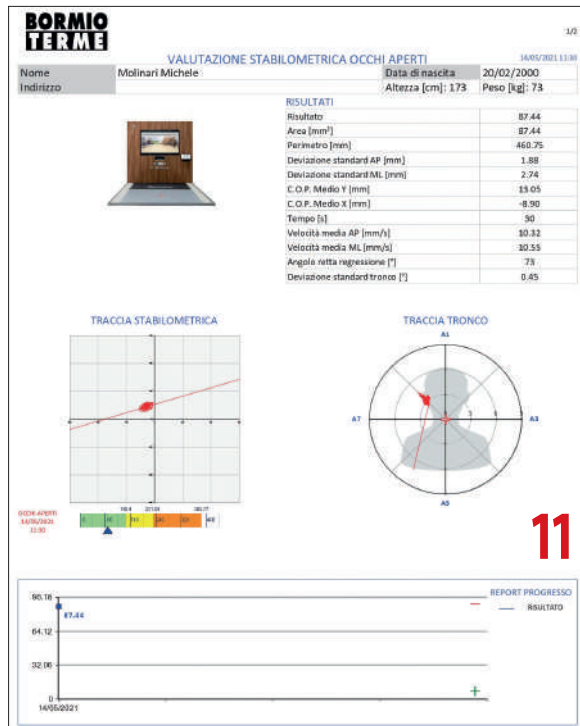 BORMIO
TERME
1/2
VALUTAZIONE STABILOMETRICA OCCHI APERTI
14/05/2021 11:30
Nome Molinari Michele Data di nascita 20/02/2000
Indirizzo Altezza [cm]: 173 Peso [kg]: 73
RISULTATI
Risultato 87.44
Area [mm²] 87.44
Perimetro [mm] 460.75
Deviazione standard AP [mm] 1.88
Deviazione standard ML [mm] 2.74
C.O.P. Medio Y [mm] 13.05
C.O.P. Medio X [mm] -8.90
Tempo [s] 30
Velocità media AP [mm/s] 10.32
Velocità media ML [mm/s] 10.55
Angolo retta regressione [°] 73
Deviazione standard tronco [°] 0.45
TRACCIA STABILOMETRICA
TRACCIA TRONCO
A1
A7
A3
A5
OCCHI APERTI
14/05/2021
11:30
11
REPORT PROGRESSO
RISULTATO
96.16
87.44
64.12
32.06
0
14/05/2021